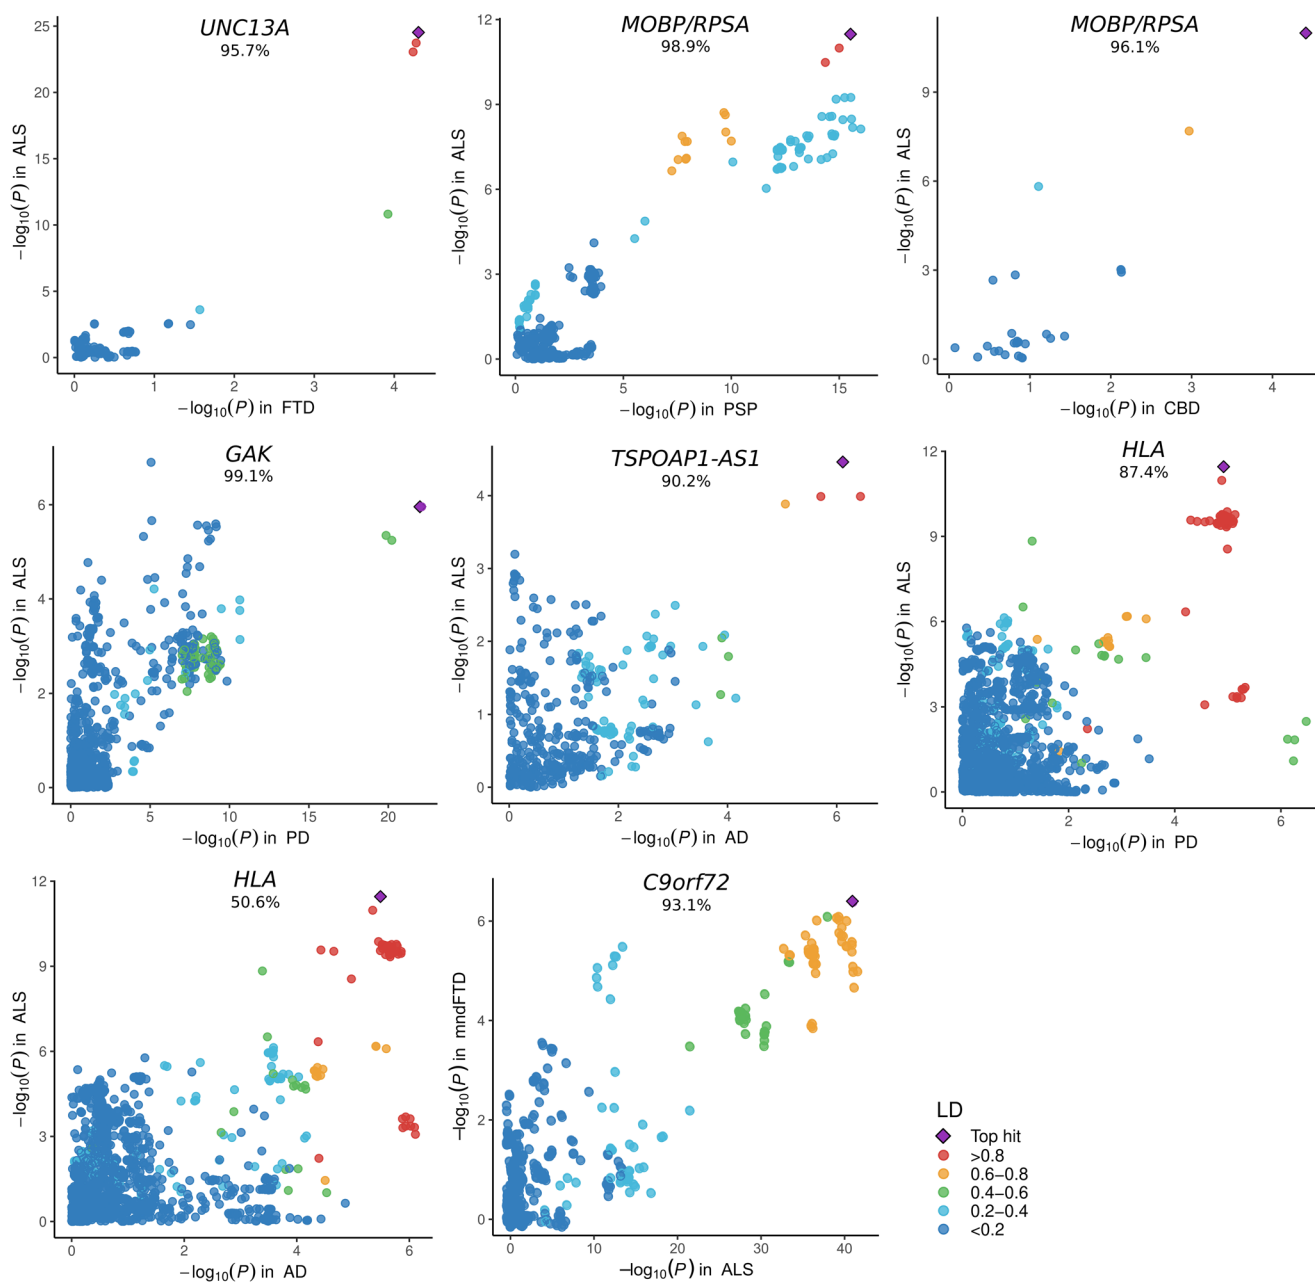 UNC13A
95.7%
25
20
15
10
5
0
−log10(P) in ALS
0 1 2 3 4
−log10(P) in FTD
MOBP/RPSA
98.9%
12
9
6
3
0
−log10(P) in ALS
0 5 10 15
−log10(P) in PSP
MOBP/RPSA
96.1%
9
6
3
0
−log10(P) in ALS
0 1 2 3 4
−log10(P) in CBD
GAK
99.1%
6
4
2
0
−log10(P) in ALS
0 5 10 15 20
−log10(P) in PD
TSPOAP1-AS1
90.2%
4
3
2
1
0
−log10(P) in ALS
0 2 4 6
−log10(P) in AD
HLA
87.4%
12
9
6
3
0
−log10(P) in ALS
0 2 4 6
−log10(P) in PD
HLA
50.6%
12
9
6
3
0
−log10(P) in ALS
0 2 4 6
−log10(P) in AD
C9orf72
93.1%
6
4
2
0
−log10(P) in mndFTD
0 10 20 30 40
−log10(P) in ALS
LD
Top hit
>0.8
0.6−0.8
0.4−0.6
0.2−0.4
<0.2